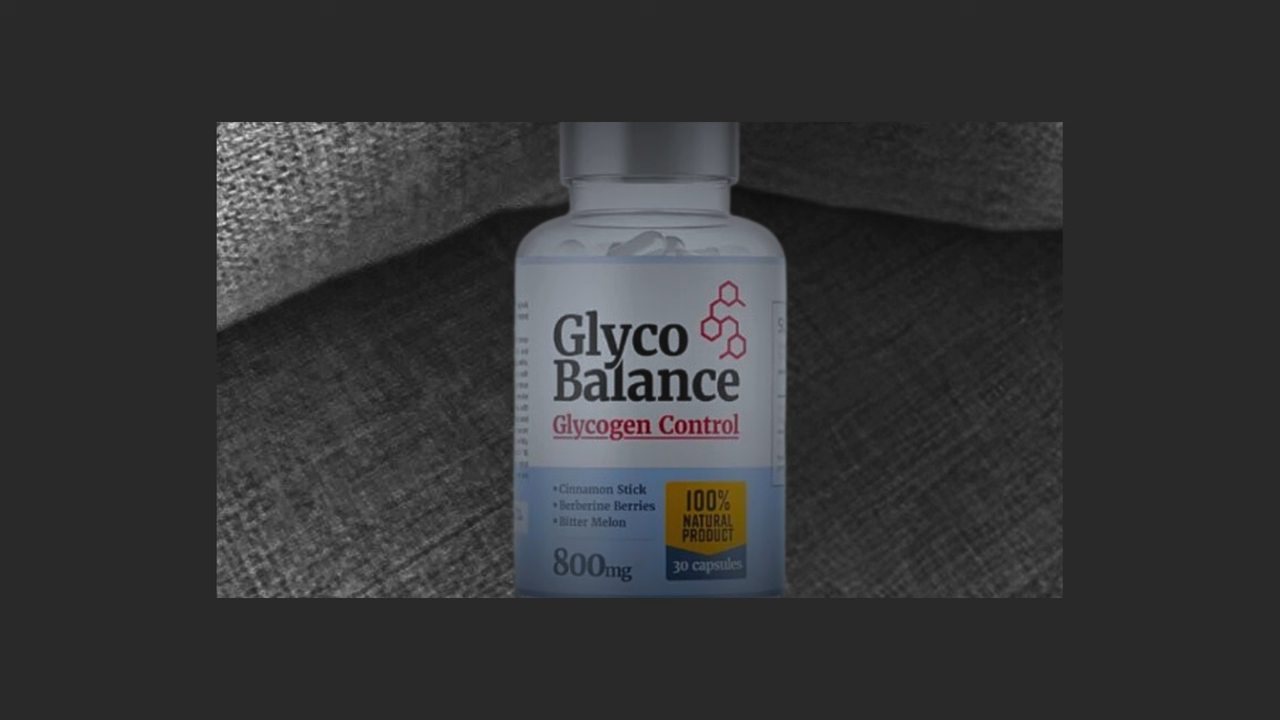 Glyco
Balance
Glycogen Control
• Cinnamon Stick
• Berberine Berries
• Bitter Melon
800mg
100%
NATURAL
PRODUCT
30 capsules